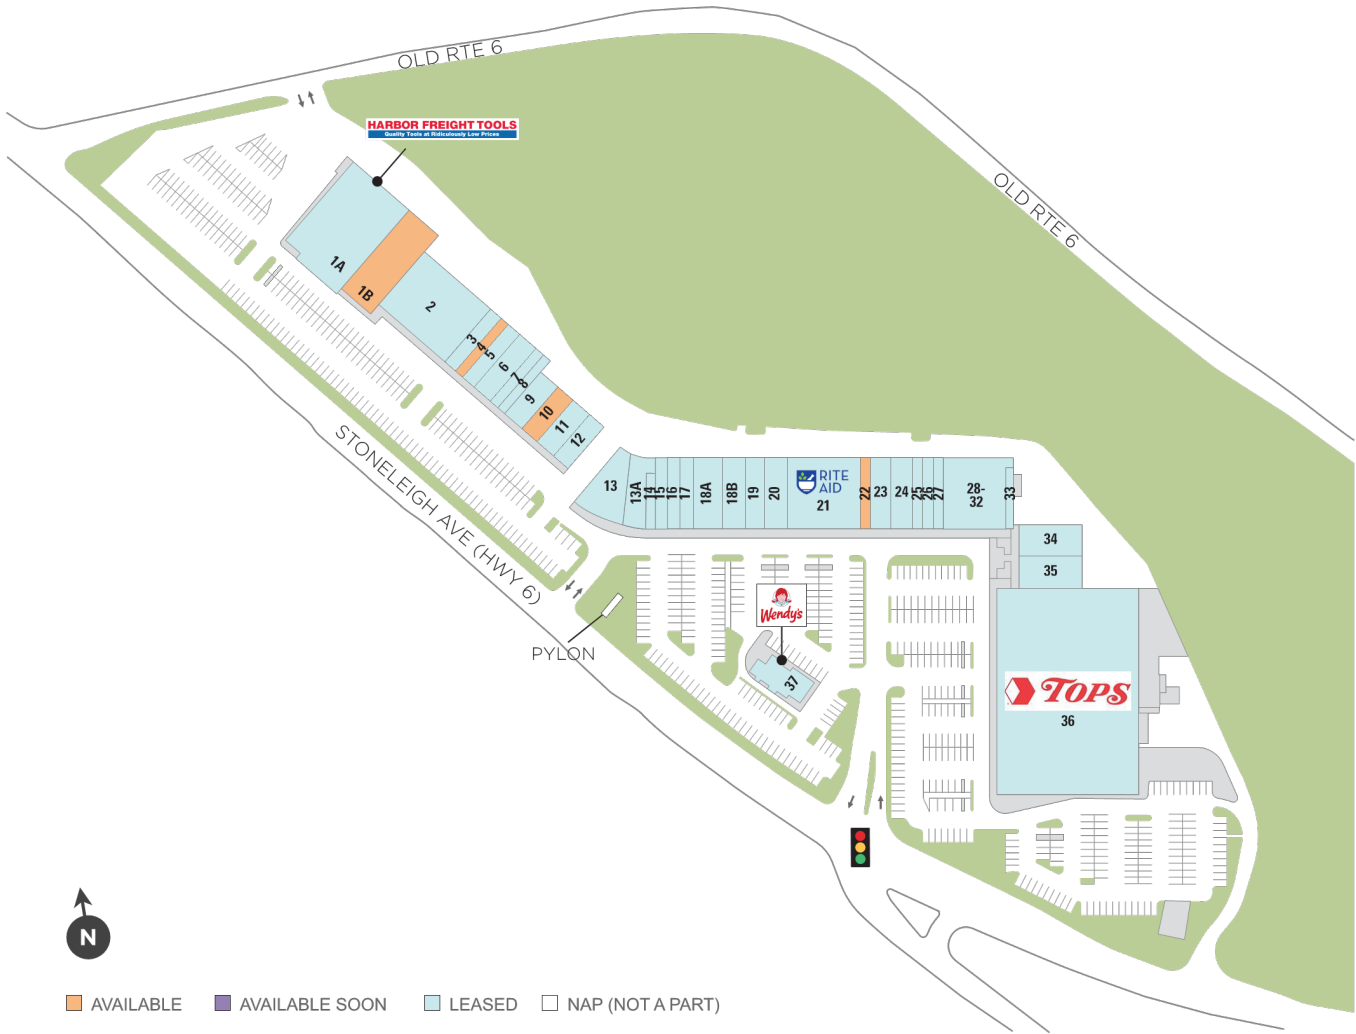 OLD RTE 6
HARBOR FREIGHT TOOLS
Quality Tools at Ridiculously Low Prices
OLD RTE 6
1A
1B
2
3
4
5
6
7
8
9
10
11
12
STONELEIGH AVE (HWY 6)
13
13A
14
15
16
17
18A
18B
19
20
RITE
AID
21
22
23
24
25
26
27
28-
32
33
34
35
Wendy's
PYLON
37
TOPS
36
N
AVAILABLE
AVAILABLE SOON
LEASED
NAP (NOT A PART)